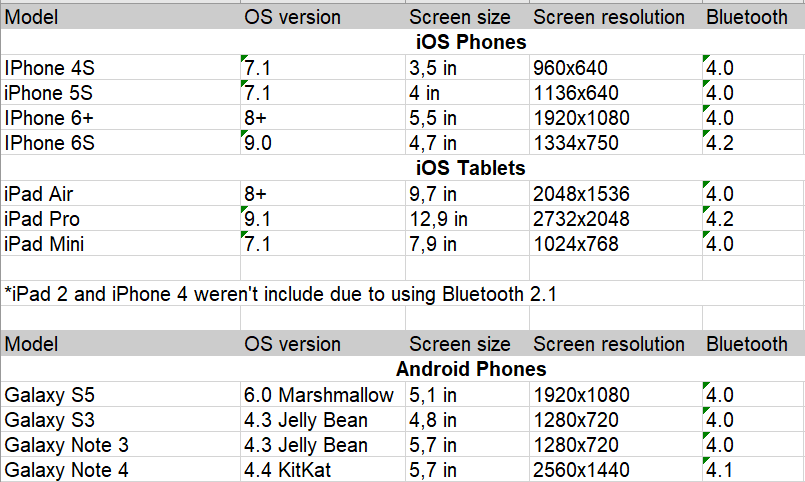 Model OS version Screen size Screen resolution Bluetooth
iOS Phones
IPhone 4S 7.1 3,5 in 960x640 4.0
iPhone 5S 7.1 4 in 1136x640 4.0
IPhone 6+ 8+ 5,5 in 1920x1080 4.0
IPhone 6S 9.0 4,7 in 1334x750 4.2
iOS Tablets
iPad Air 8+ 9,7 in 2048x1536 4.0
iPad Pro 9.1 12,9 in 2732x2048 4.2
iPad Mini 7.1 7,9 in 1024x768 4.0
*iPad 2 and iPhone 4 weren't include due to using Bluetooth 2.1
Model OS version Screen size Screen resolution Bluetooth
Android Phones
Galaxy S5 6.0 Marshmallow 5,1 in 1920x1080 4.0
Galaxy S3 4.3 Jelly Bean 4,8 in 1280x720 4.0
Galaxy Note 3 4.3 Jelly Bean 5,7 in 1280x720 4.0
Galaxy Note 4 4.4 KitKat 5,7 in 2560x1440 4.1